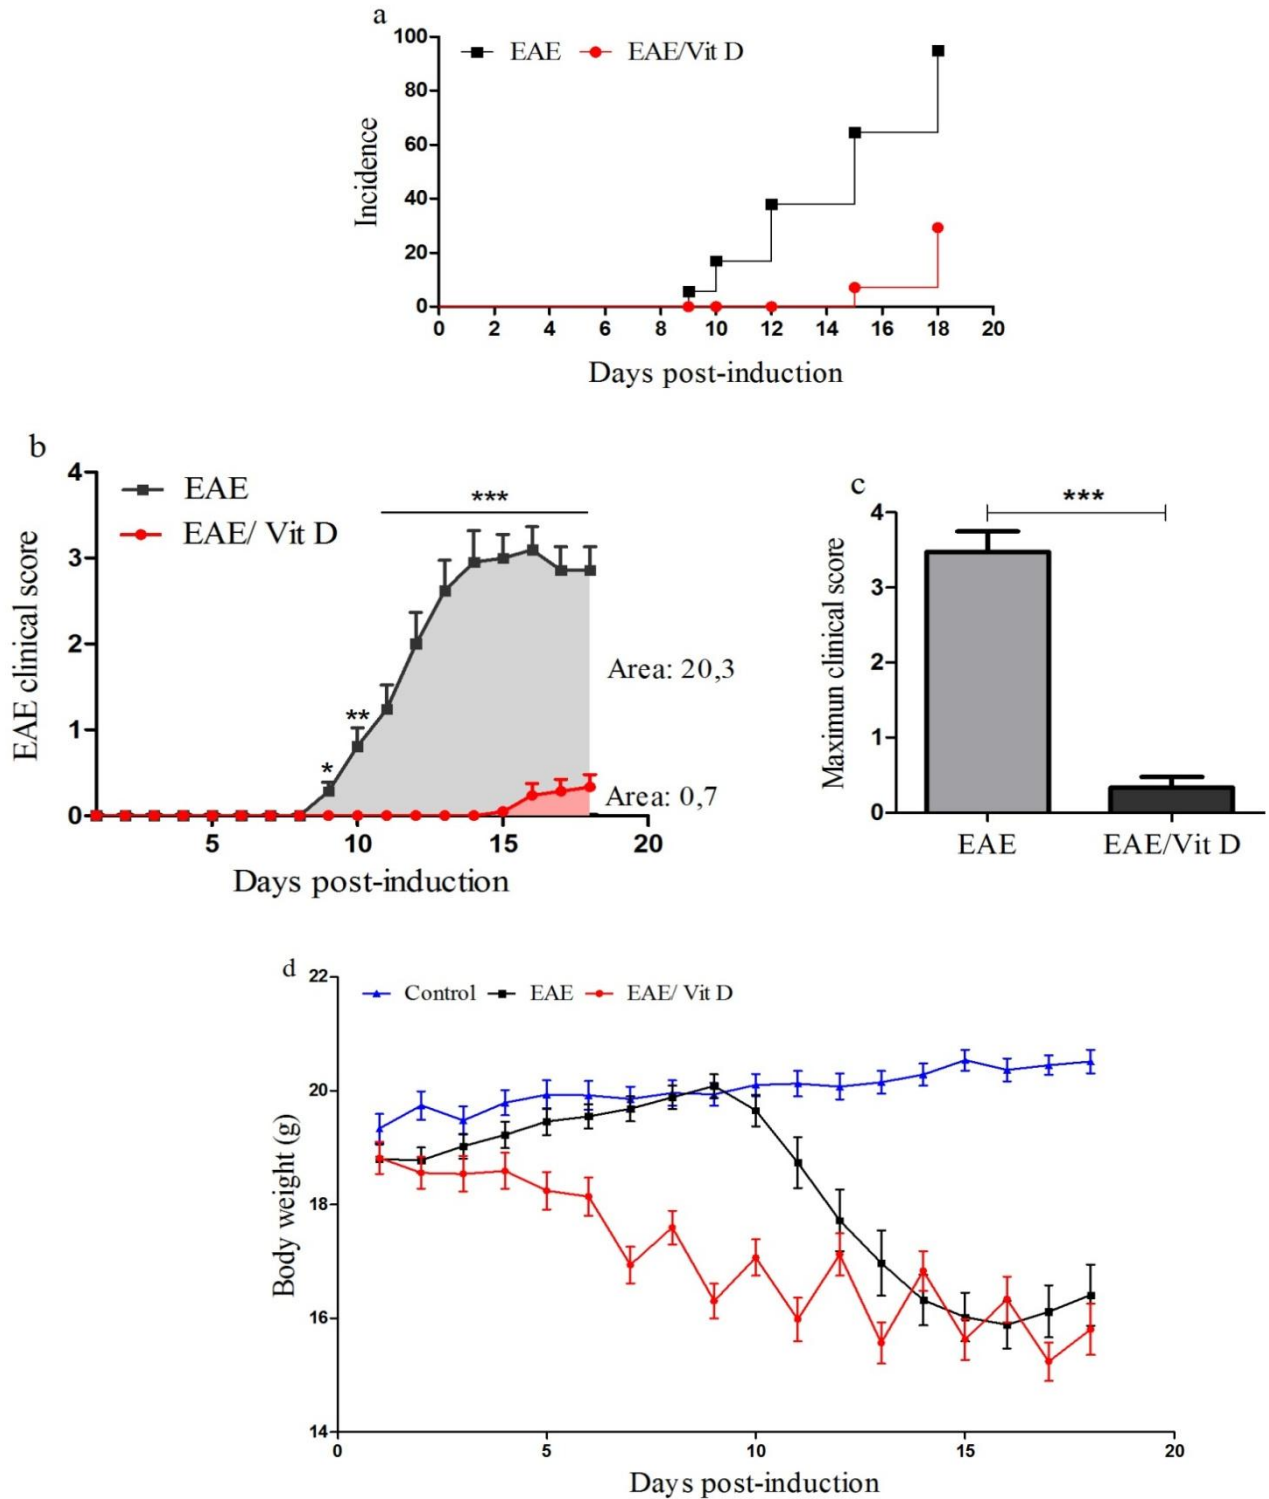 a
EAE EAE/Vit D
100
80
60
40
20
0
Incidence
0 2 4 6 8 10 12 14 16 18 20
Days post-induction
b
EAE
EAE/ Vit D
***
**
*
4
3
2
1
0
EAE clinical score
Area: 20,3
Area: 0,7
5 10 15 20
Days post-induction
c
***
4
3
2
1
0
Maximun clinical score
EAE EAE/Vit D
d
Control EAE EAE/ Vit D
22
20
18
16
14
Body weight (g)
0 5 10 15 20
Days post-induction